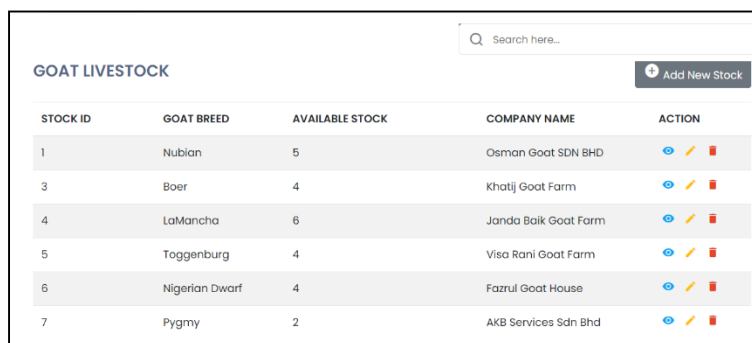 Search here...
GOAT LIVESTOCK
Add New Stock
STOCK ID GOAT BREED AVAILABLE STOCK COMPANY NAME ACTION
1 Nubian 5 Osman Goat SDN BHD
3 Boer 4 Khatij Goat Farm
4 LaMancha 6 Janda Baik Goat Farm
5 Toggenburg 4 Visa Rani Goat Farm
6 Nigerian Dwarf 4 Fazrul Goat House
7 Pygmy 2 AKB Services Sdn Bhd